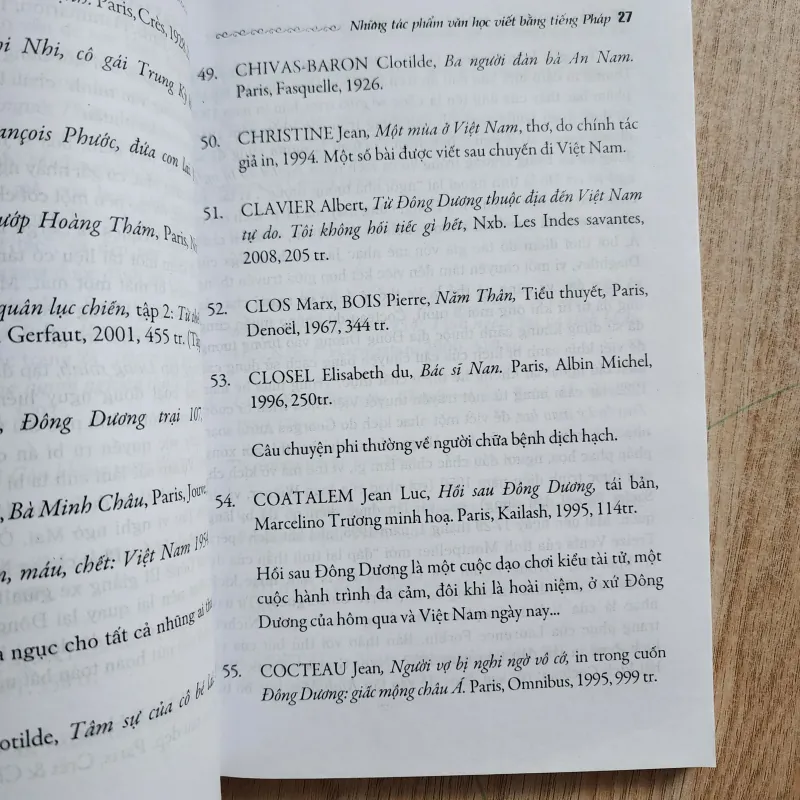 Paris, Crès, 1938
Nhi, cô gái Trung Kỳ
François Phước, đứa con lai
cướp Hoàng Thám, Paris,
quân lục chiến, tập 2:
Gerfaut, 2001, 455 tr.
Đông Dương trại 107,
Bà Minh Châu, Paris, Jouve,
máu, chết: Việt Nam 1954
ngục cho tất cả những ai
Tâm sự của cô bé
Những tác phẩm văn học viết bằng tiếng Pháp 27
49. CHIVAS-BARON Clotilde, Ba người đàn bà An Nam.
Paris, Fasquelle, 1926.
50. CHRISTINE Jean, Một mùa ở Việt Nam, thơ, do chính tác
giả in, 1994. Một số bài được viết sau chuyến đi Việt Nam.
51. CLAVIER Albert, Từ Đông Dương thuộc địa đến Việt Nam
tự do. Tôi không hối tiếc gì hết, Nxb. Les Indes savantes,
2008, 205 tr.
52. CLOS Marx, BOIS Pierre, Năm Thân, Tiểu thuyết, Paris,
Denoël, 1967, 344 tr.
53. CLOSEL Elisabeth du, Bác sĩ Nan. Paris, Albin Michel,
1996, 250tr.
Câu chuyện phi thường về người chữa bệnh dịch hạch.
54. COATALEM Jean Luc, Hồi sau Đông Dương, tái bản,
Marcelino Trương minh hoạ. Paris, Kailash, 1995, 114tr.
Hồi sau Đông Dương là một cuộc dạo chơi kiểu tài tử, một
cuộc hành trình đa cảm, đôi khi là hoài niệm, ở xứ Đông
Dương của hôm qua và Việt Nam ngày nay...
55. COCTEAU Jean, Người vợ bị nghi ngờ vô cớ, in trong cuốn
Đông Dương: giấc mộng châu Á. Paris, Omnibus, 1995, 999 tr.